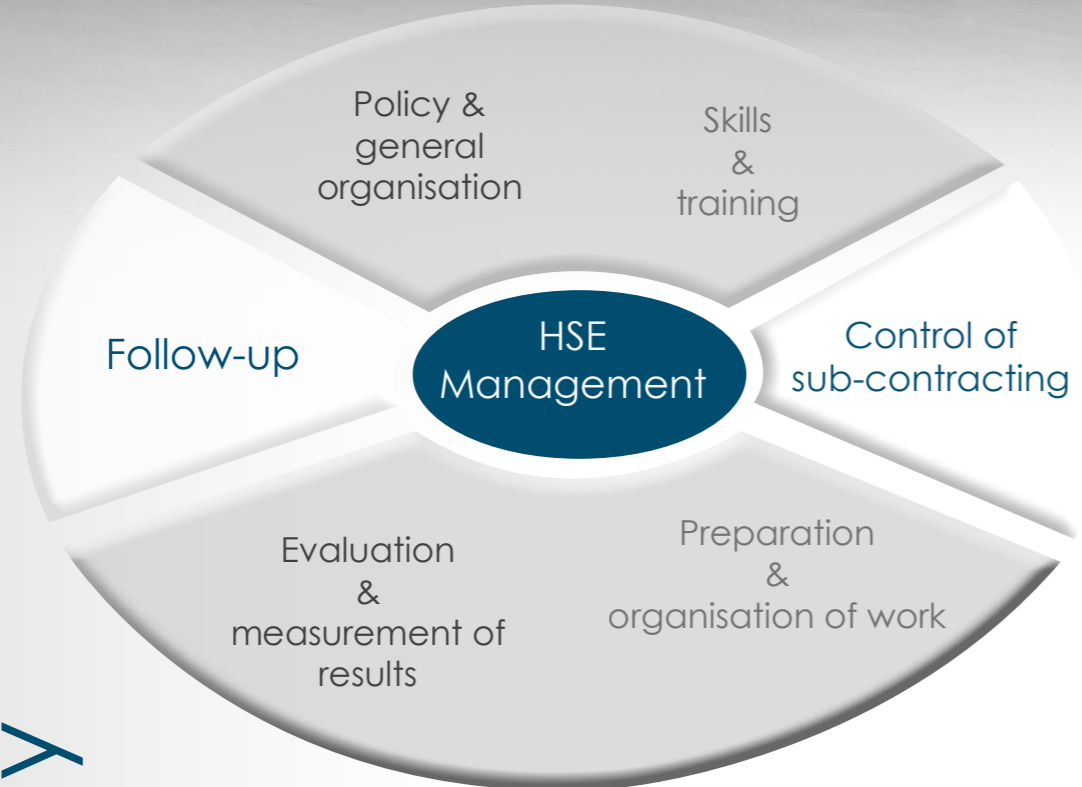 Policy &
general
organisation
Skills
&
training
Follow-up
HSE
Management
Control of
sub-contracting
Evaluation
&
measurement of
results
Preparation
&
organisation of work
y